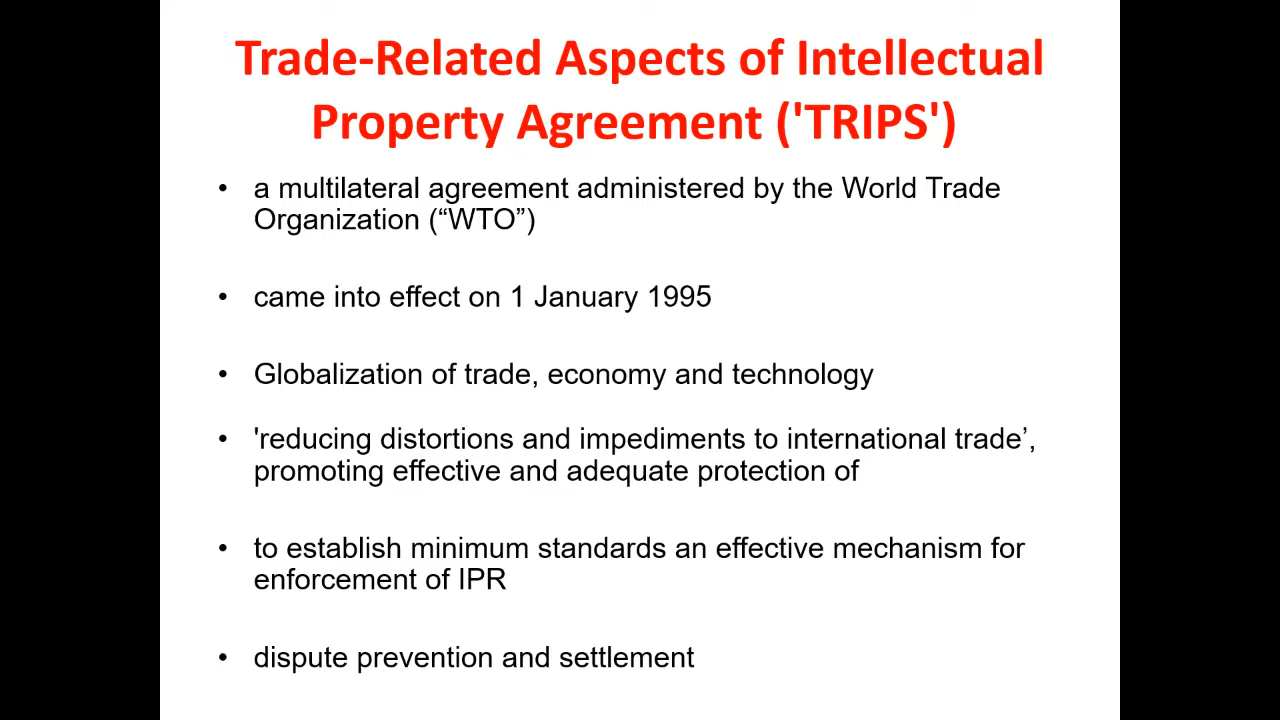 Trade-Related Aspects of Intellectual
Property Agreement ('TRIPS')
• a multilateral agreement administered by the World Trade
Organization (“WTO”)
• came into effect on 1 January 1995
• Globalization of trade, economy and technology
• 'reducing distortions and impediments to international trade’,
promoting effective and adequate protection of
• to establish minimum standards an effective mechanism for
enforcement of IPR
• dispute prevention and settlement